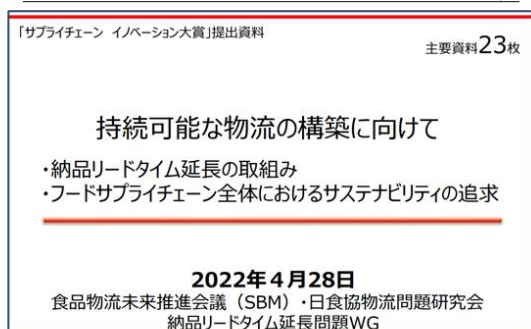 「サプライチェーン イノベーション大賞」提出資料
主要資料23枚
持続可能な物流の構築に向けて
・納品リードタイム延長の取組み
・フードサプライチェーン全体におけるサステナビリティの追求
2022年4月28日
食品物流未来推進会議（SBM）・日食協物流問題研究会
納品リードタイム延長問題WG